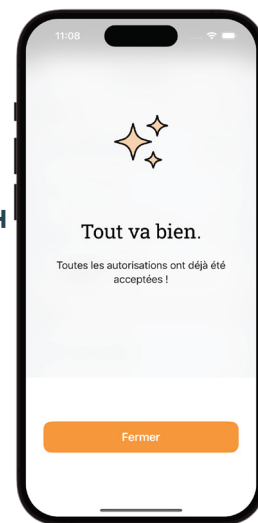 11:08
H
Tout va bien.
Toutes les autorisations ont déjà été
acceptées !
Fermer